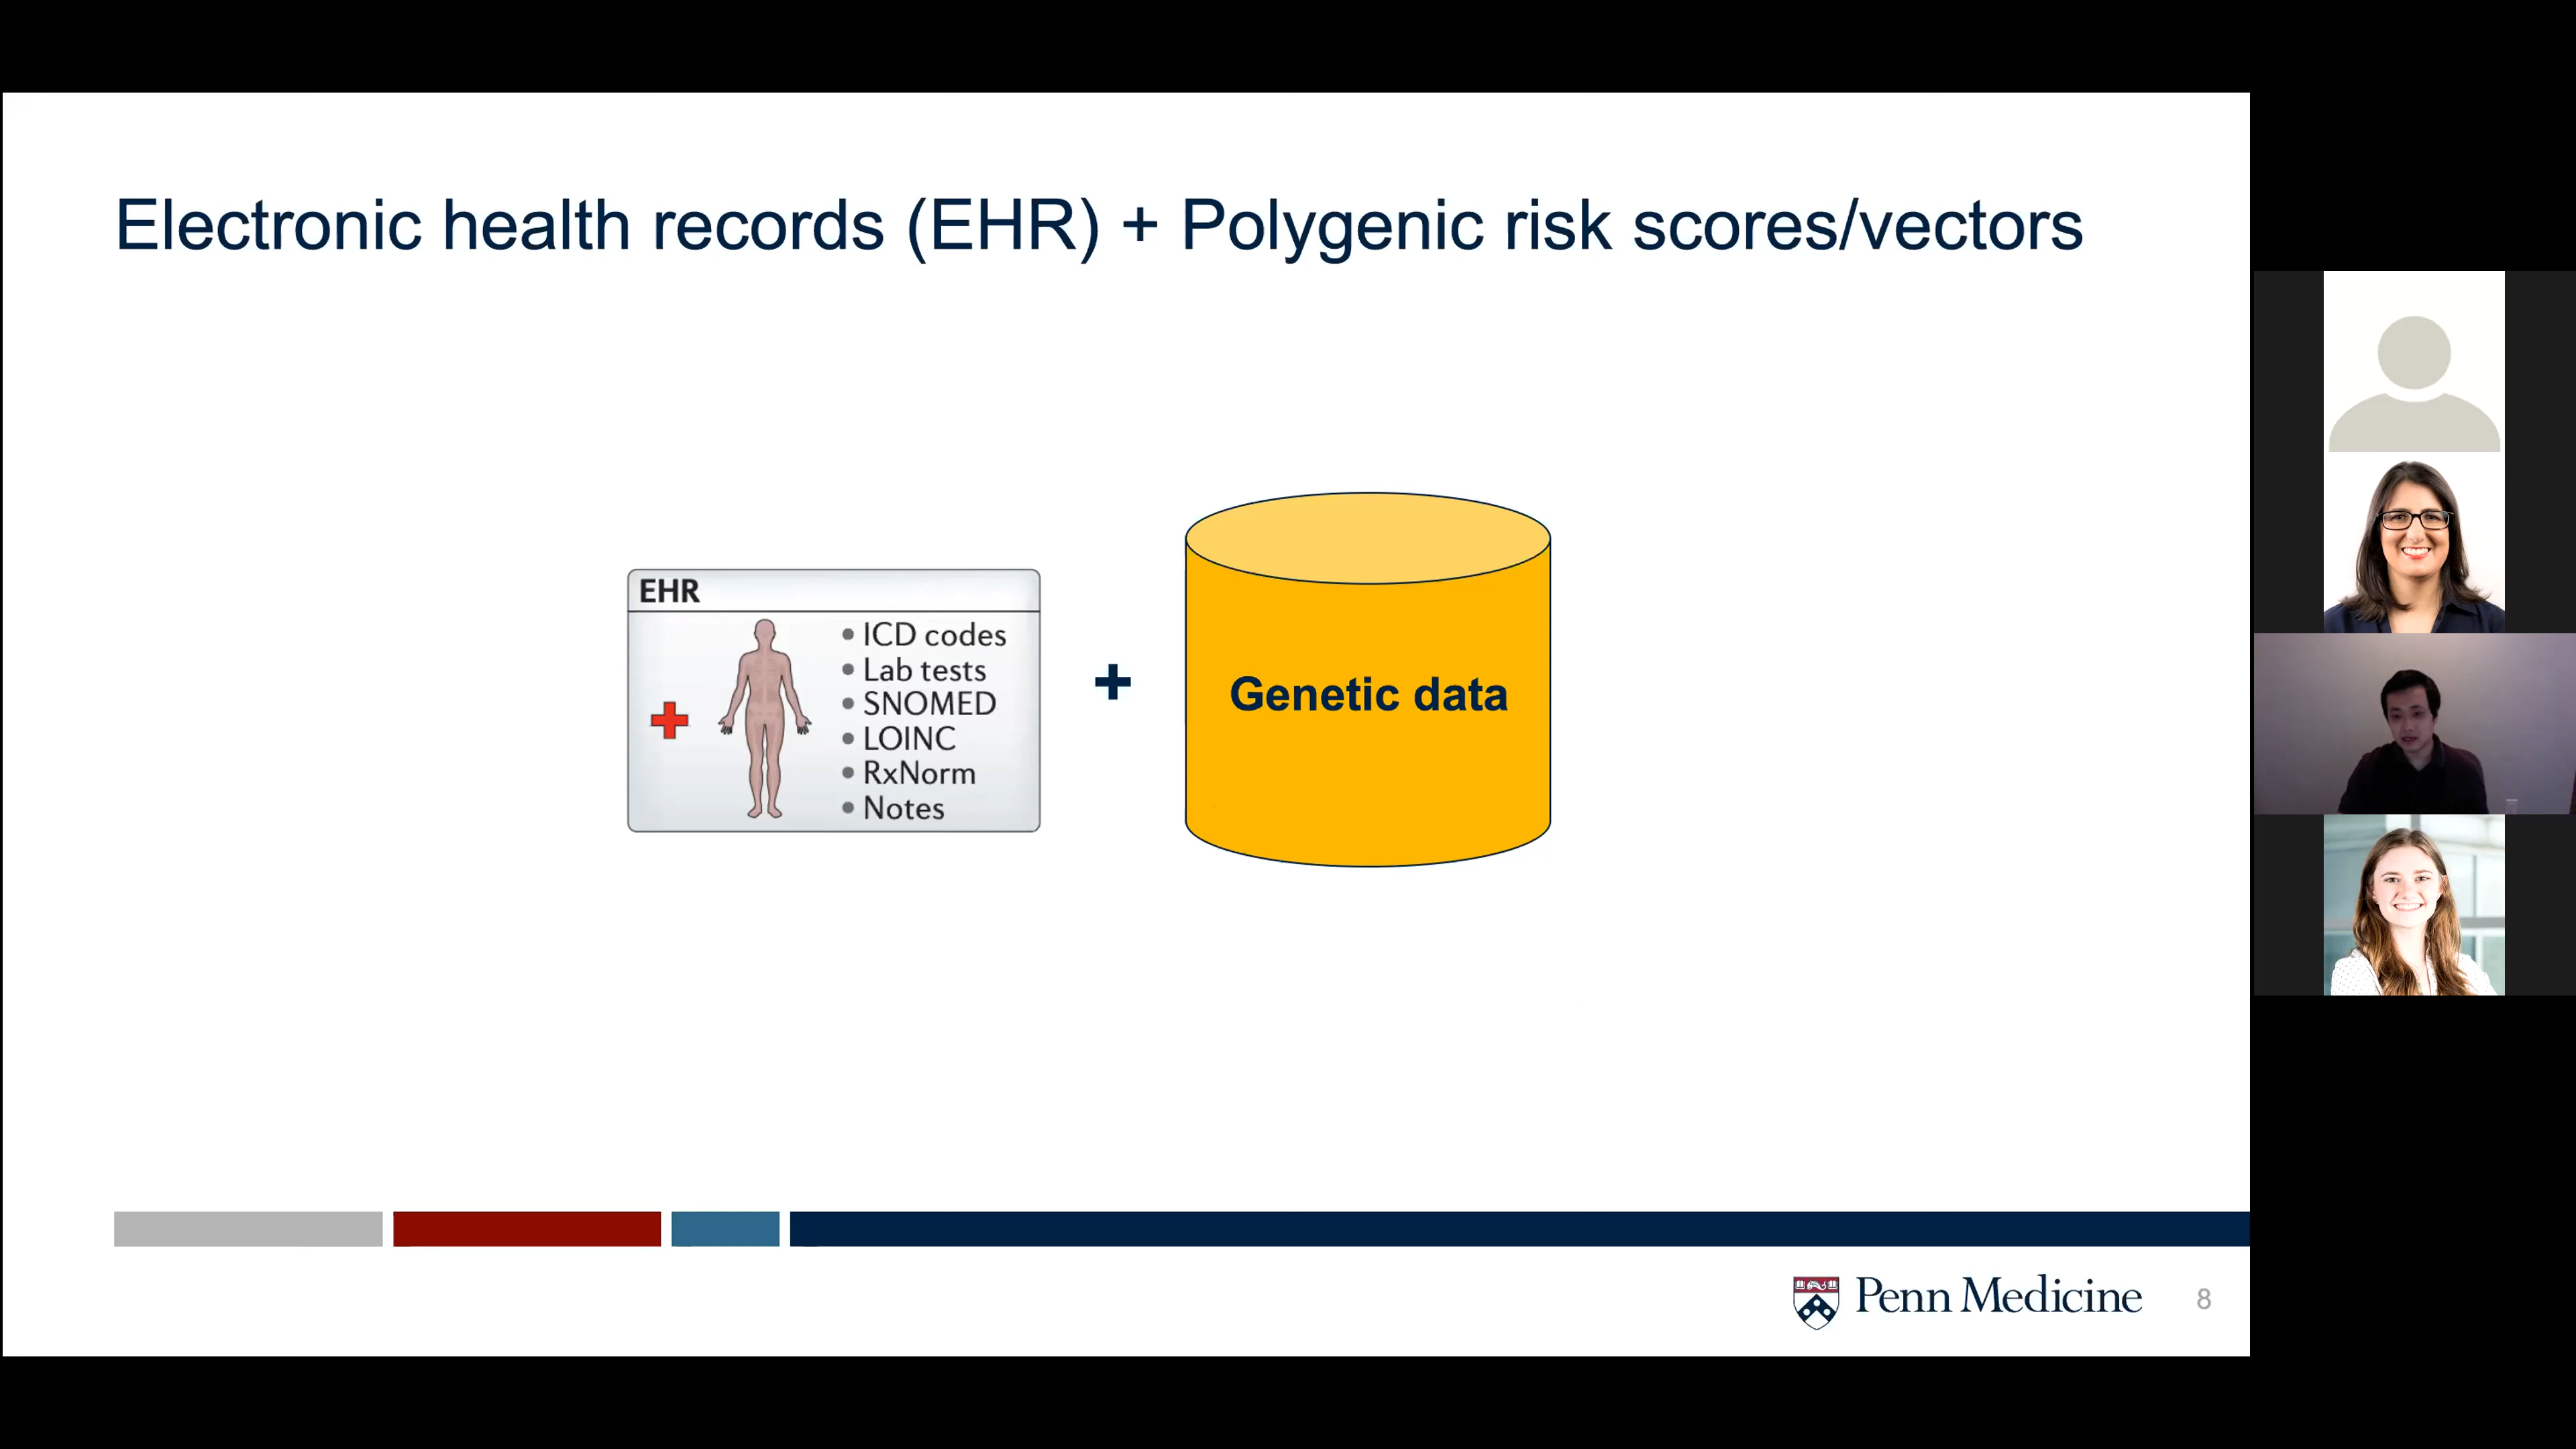 Electronic health records (EHR) + Polygenic risk scores/vectors
EHR
• ICD codes
• Lab tests
• SNOMED
• LOINC
• RxNorm
• Notes
+
Genetic data
Penn Medicine
8